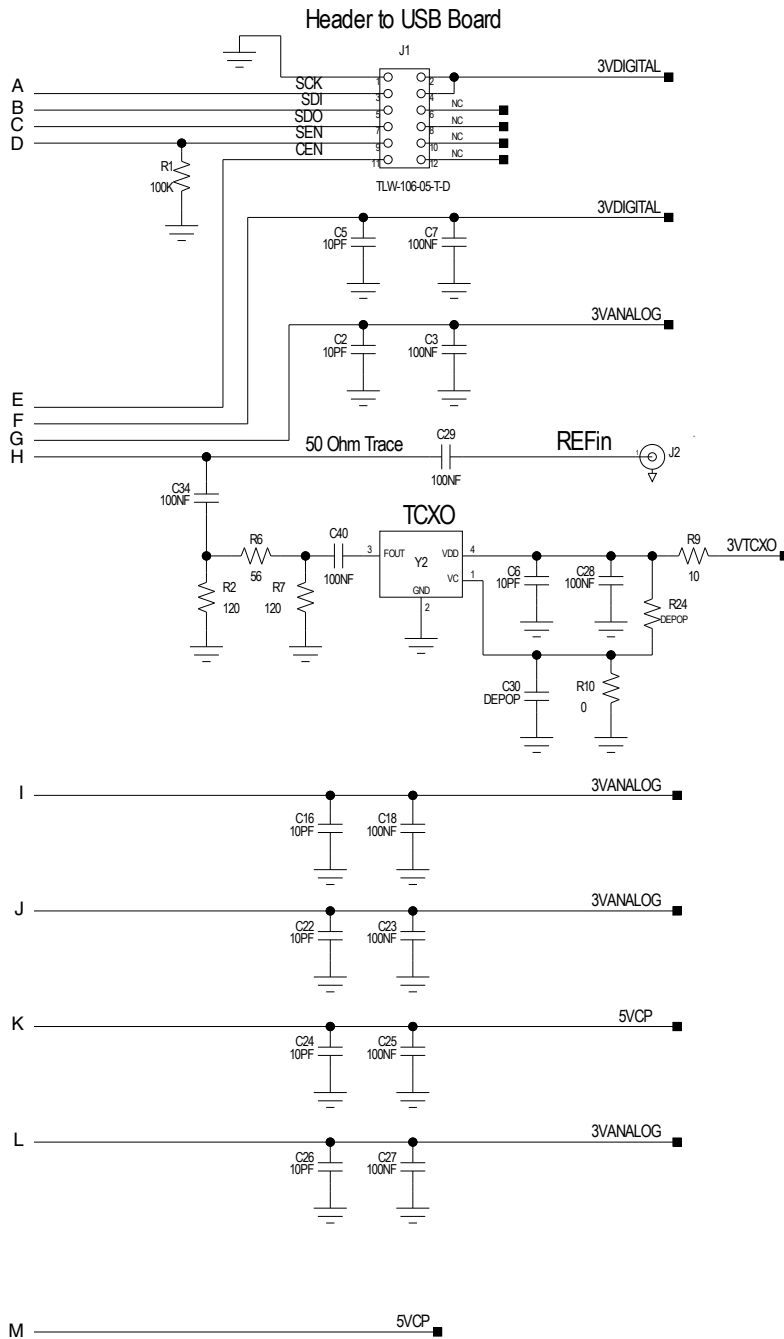 Header to USB Board
J1
3VDIGITAL
A SCK 1 2
B SDI 3 4
C SDO 5 6 NC
D SEN 7 8 NC
CEN 9 10 NC
11 12 NC
R1
100K
TLW-106-05-T-D
3VDIGITAL
C5 C7
10PF 100NF
3VANALOG
C2 C3
10PF 100NF
E
F
G
H 50 Ohm Trace C29 REFin 1 J2
100NF
C34
100NF
TCXO
R6 C40 3 FOUT Y2 VDD 4 R9 3VTCXO
56 100NF VC 1 C6 C28 10
10PF 100NF
R2 R7 GND R24
120 120 2 DEPOP
C30 R10
DEPOP 0
I 3VANALOG
C16 C18
10PF 100NF
J 3VANALOG
C22 C23
10PF 100NF
K 5VCP
C24 C25
10PF 100NF
L 3VANALOG
C26 C27
10PF 100NF
M 5VCP